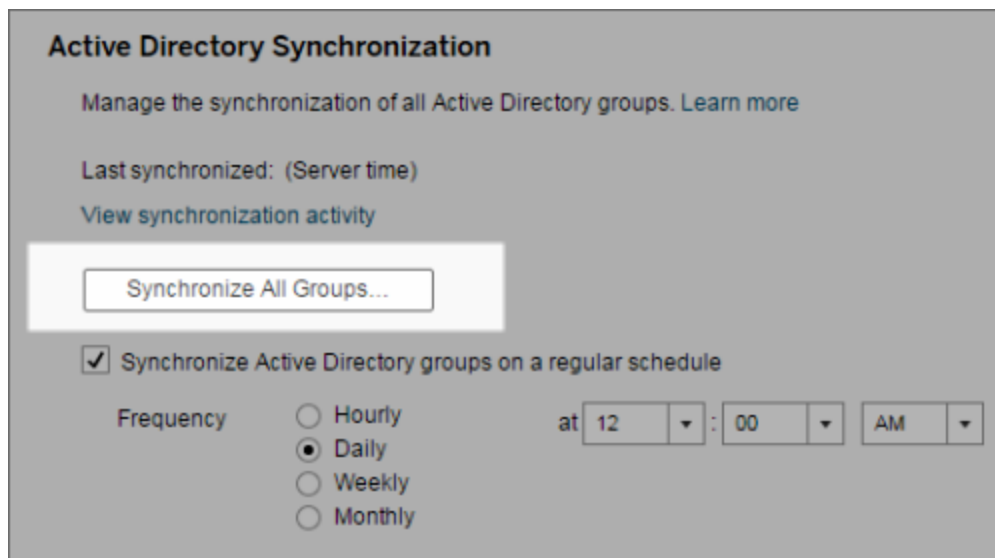 Active Directory Synchronization
Manage the synchronization of all Active Directory groups. Learn more
Last synchronized: (Server time)
View synchronization activity
Synchronize All Groups...
Synchronize Active Directory groups on a regular schedule
Frequency Hourly at 12 : 00 AM
Daily
Weekly
Monthly